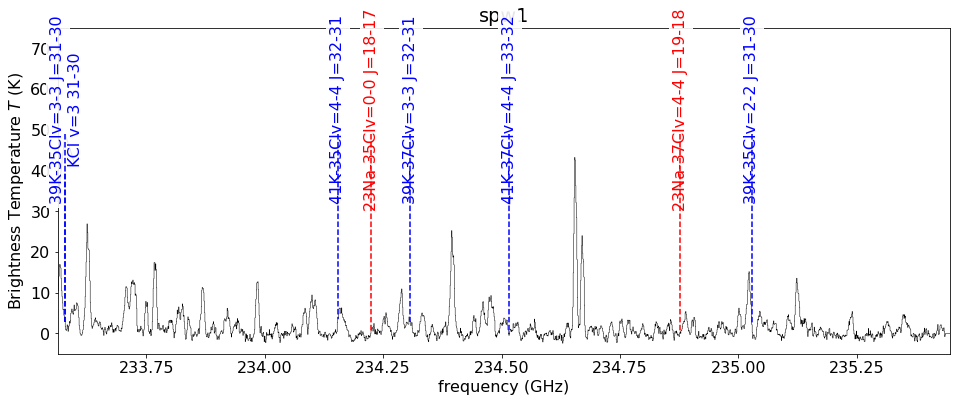 spw1
39K-35Clv=3-3 J=31-30
KCl v=3 31-30
41K-35Clv=4-4 J=32-31
23Na-35Clv=0-0 J=18-17
39K-37Clv=3-3 J=32-31
41K-37Clv=4-4 J=33-32
23Na-37Clv=4-4 J=19-18
39K-35Clv=2-2 J=31-30
Brightness Temperature T (K)
70
60
50
40
30
20
10
0
233.75
234.00
234.25
234.50
234.75
235.00
235.25
frequency (GHz)